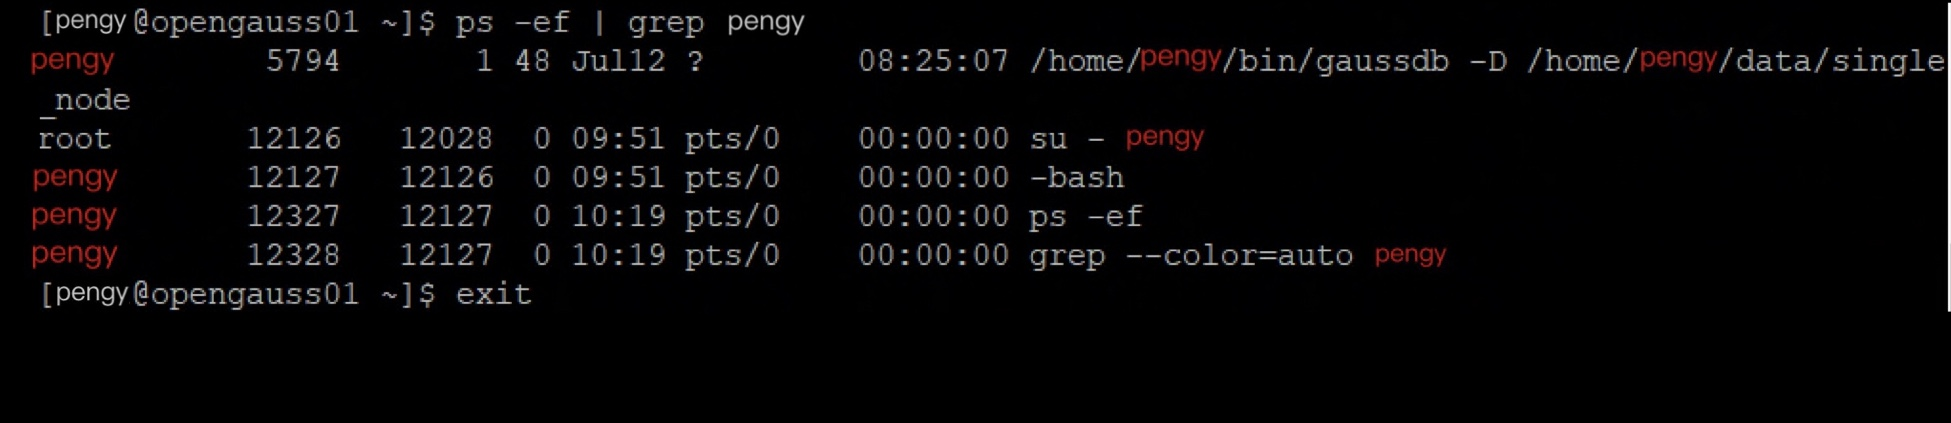 [pengy@opengauss01 ~]$ ps -ef | grep pengy
pengy 5794 1 48 Jul12 ? 08:25:07 /home/pengy/bin/gaussdb -D /home/pengy/data/single
_node
root 12126 12028 0 09:51 pts/0 00:00:00 su - pengy
pengy 12127 12126 0 09:51 pts/0 00:00:00 -bash
pengy 12327 12127 0 10:19 pts/0 00:00:00 ps -ef
pengy 12328 12127 0 10:19 pts/0 00:00:00 grep --color=auto pengy
[pengy@opengauss01 ~]$ exit